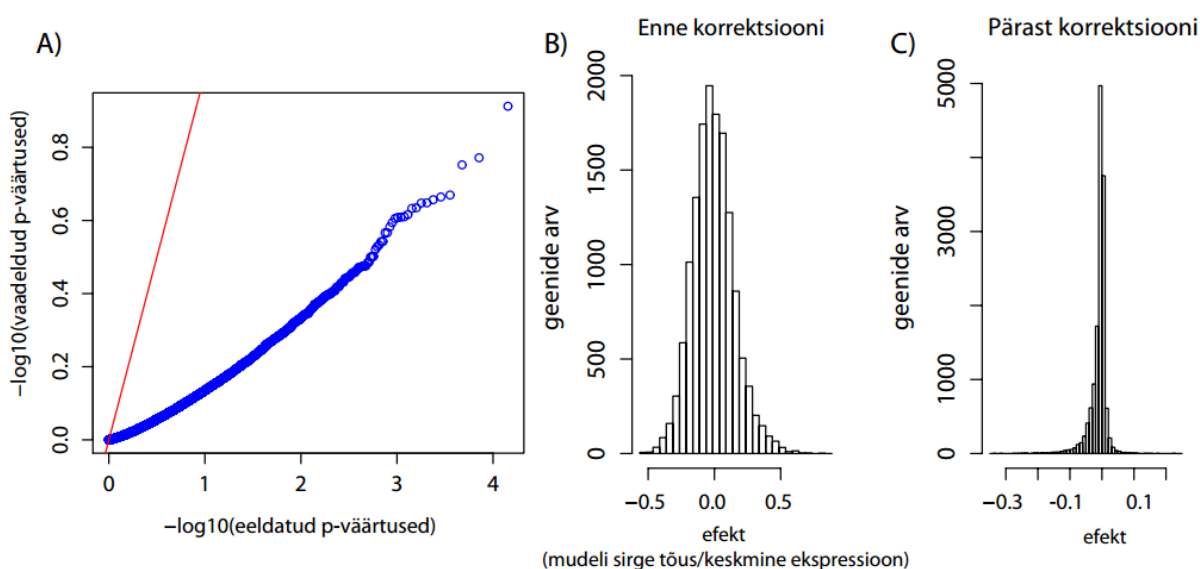 A)
−log10(vaadeldud p-väärtused)
0.0 0.2 0.4 0.6 0.8
0 1 2 3 4
−log10(eeldatud p-väärtused)
B)
Enne korrektsiooni
geenide arv
0 500 1000 1500 2000
−0.5 0.0 0.5
efekt
(mudeli sirge tõus/keskmine ekspressioon)
C)
Pärast korrektsiooni
geenide arv
0 1000 3000 5000
−0.3 -0.1 0.1
efekt